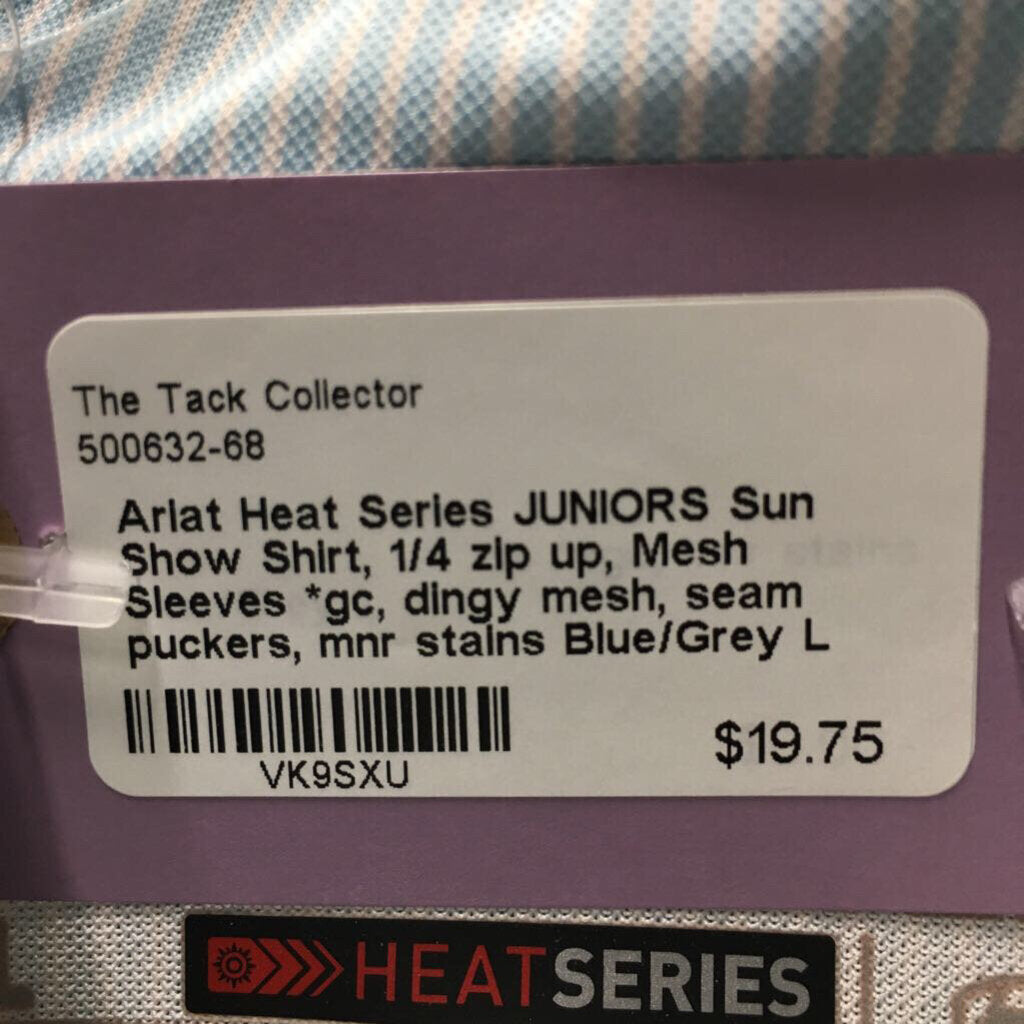 The Tack Collector
500632-68
Ariat Heat Series JUNIORS Sun
Show Shirt, 1/4 zip up, Mesh
Sleeves *gc, dingy mesh, seam
puckers, mnr stains Blue/Grey L
VK9SXU
$19.75
HEATSERIES